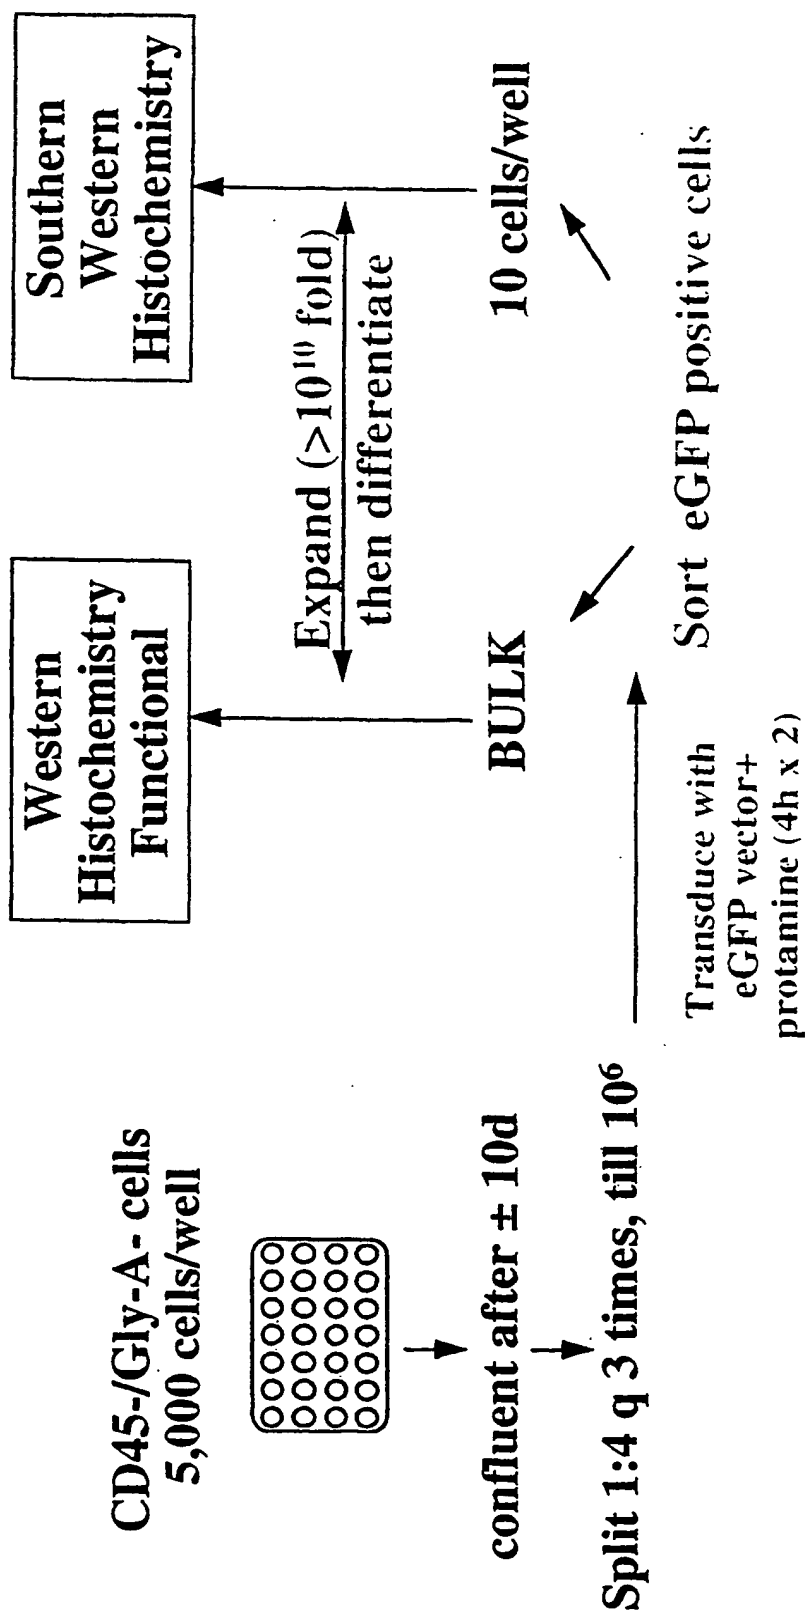 CD45-/Gly-A- cells
5,000 cells/well
confluent after ± 10d
Split 1:4 q 3 times, till 10⁶
Transduce with
eGFP vector+
protamine (4h x 2)
Sort eGFP positive cells
BULK
10 cells/well
Expand (>10¹⁰ fold)
then differentiate
Western
Histochemistry
Functional
Southern
Western
Histochemistry